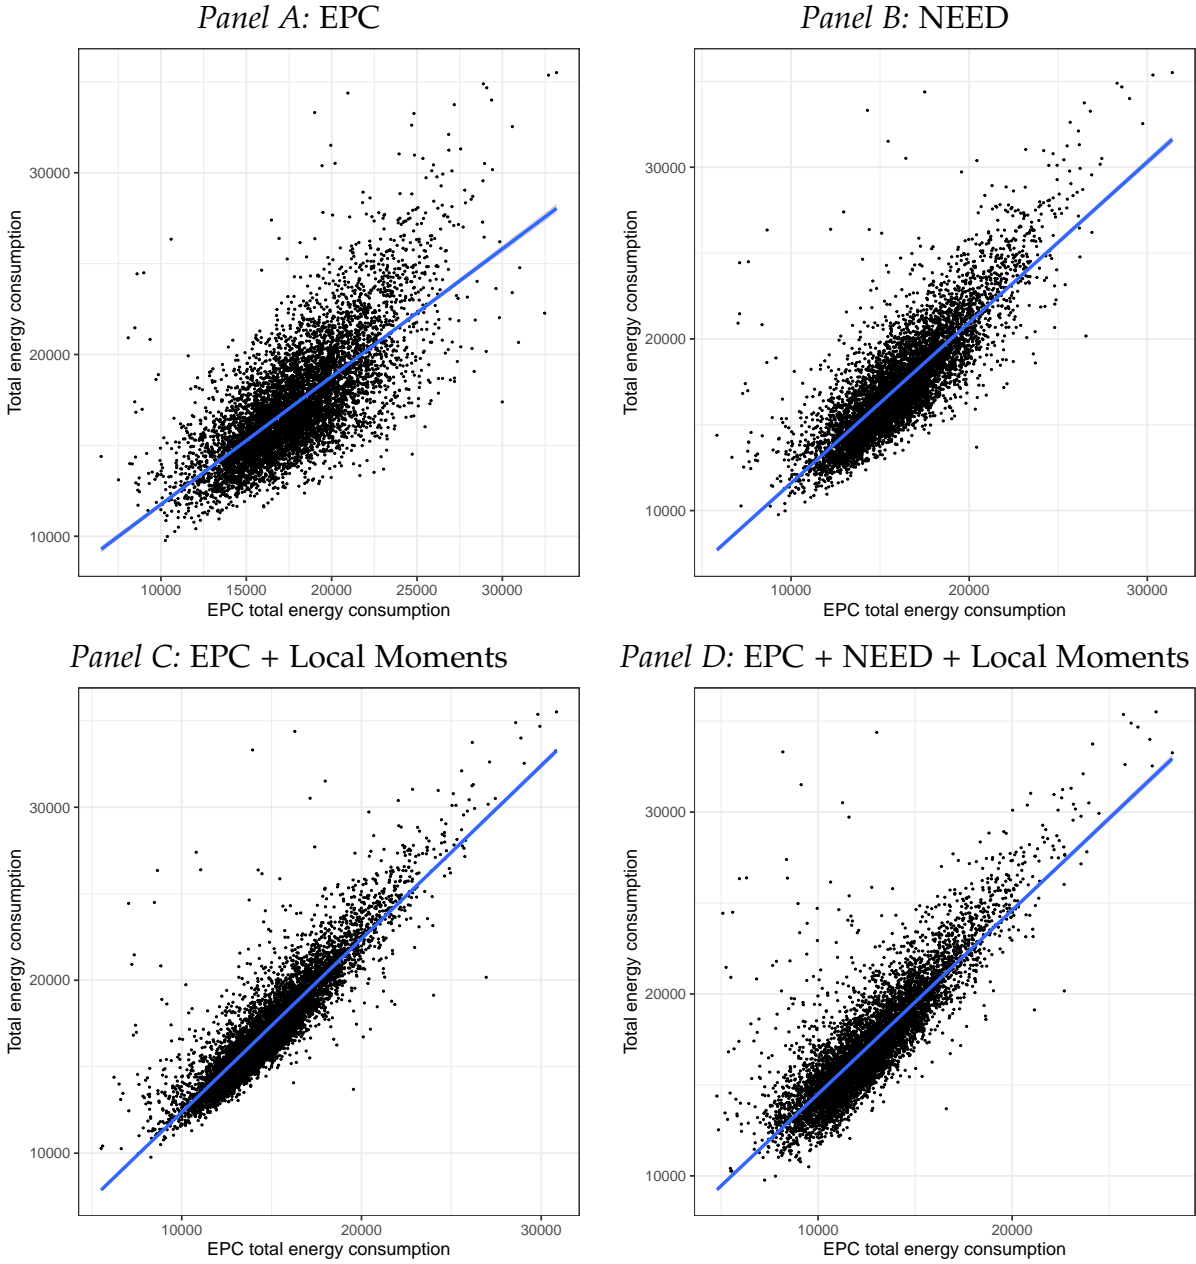 Panel A: EPC
Panel B: NEED
Total energy consumption
30000
20000
10000
10000 15000 20000 25000 30000
EPC total energy consumption
Total energy consumption
30000
20000
10000
10000 20000 30000
EPC total energy consumption
Panel C: EPC + Local Moments
Panel D: EPC + NEED + Local Moments
Total energy consumption
30000
20000
10000
10000 20000 30000
EPC total energy consumption
Total energy consumption
30000
20000
10000
10000 20000
EPC total energy consumption